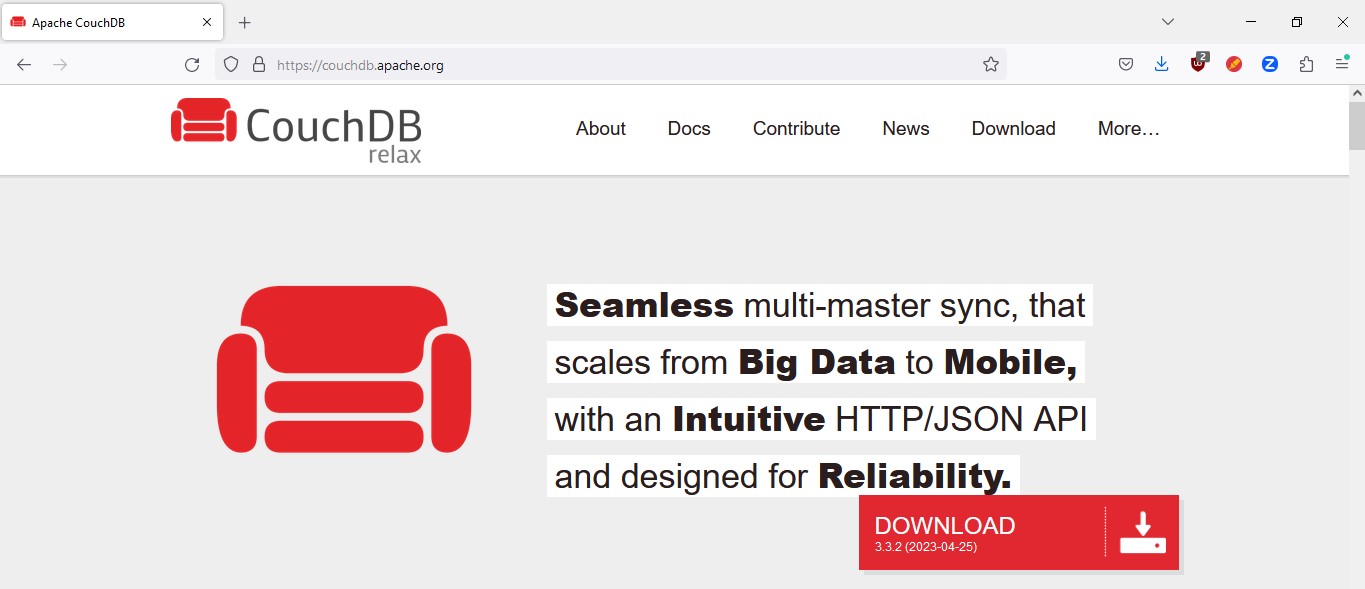 Apache CouchDB
https://couchdb.apache.org
2
CouchDB
relax
About Docs Contribute News Download More…
Seamless multi-master sync, that
scales from Big Data to Mobile,
with an Intuitive HTTP/JSON API
and designed for Reliability.
DOWNLOAD
3.3.2 (2023-04-25)